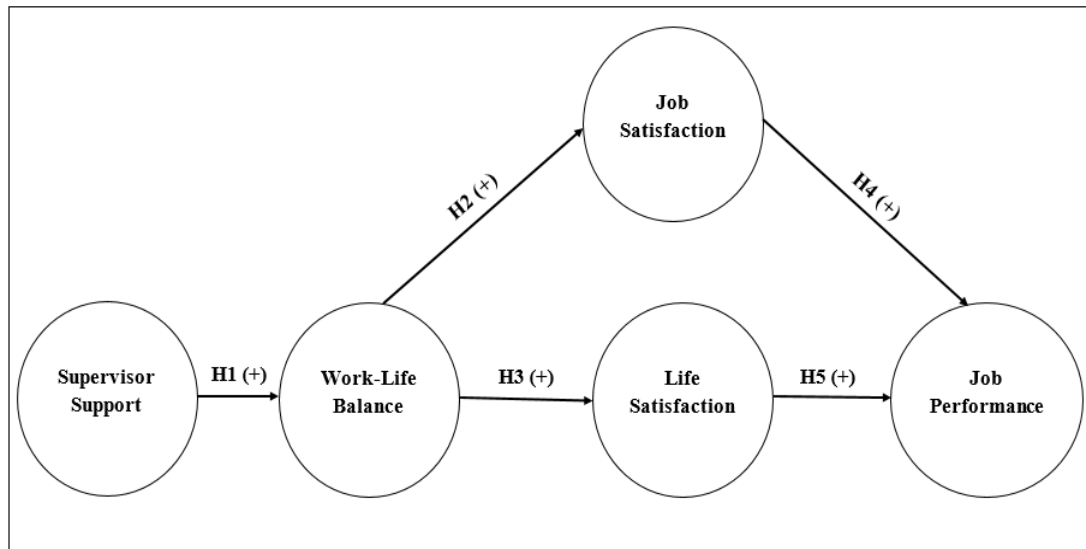 Job
Satisfaction
H2 (+)
H4 (+)
Supervisor
Support
H1 (+)
Work-Life
Balance
H3 (+)
Life
Satisfaction
H5 (+)
Job
Performance